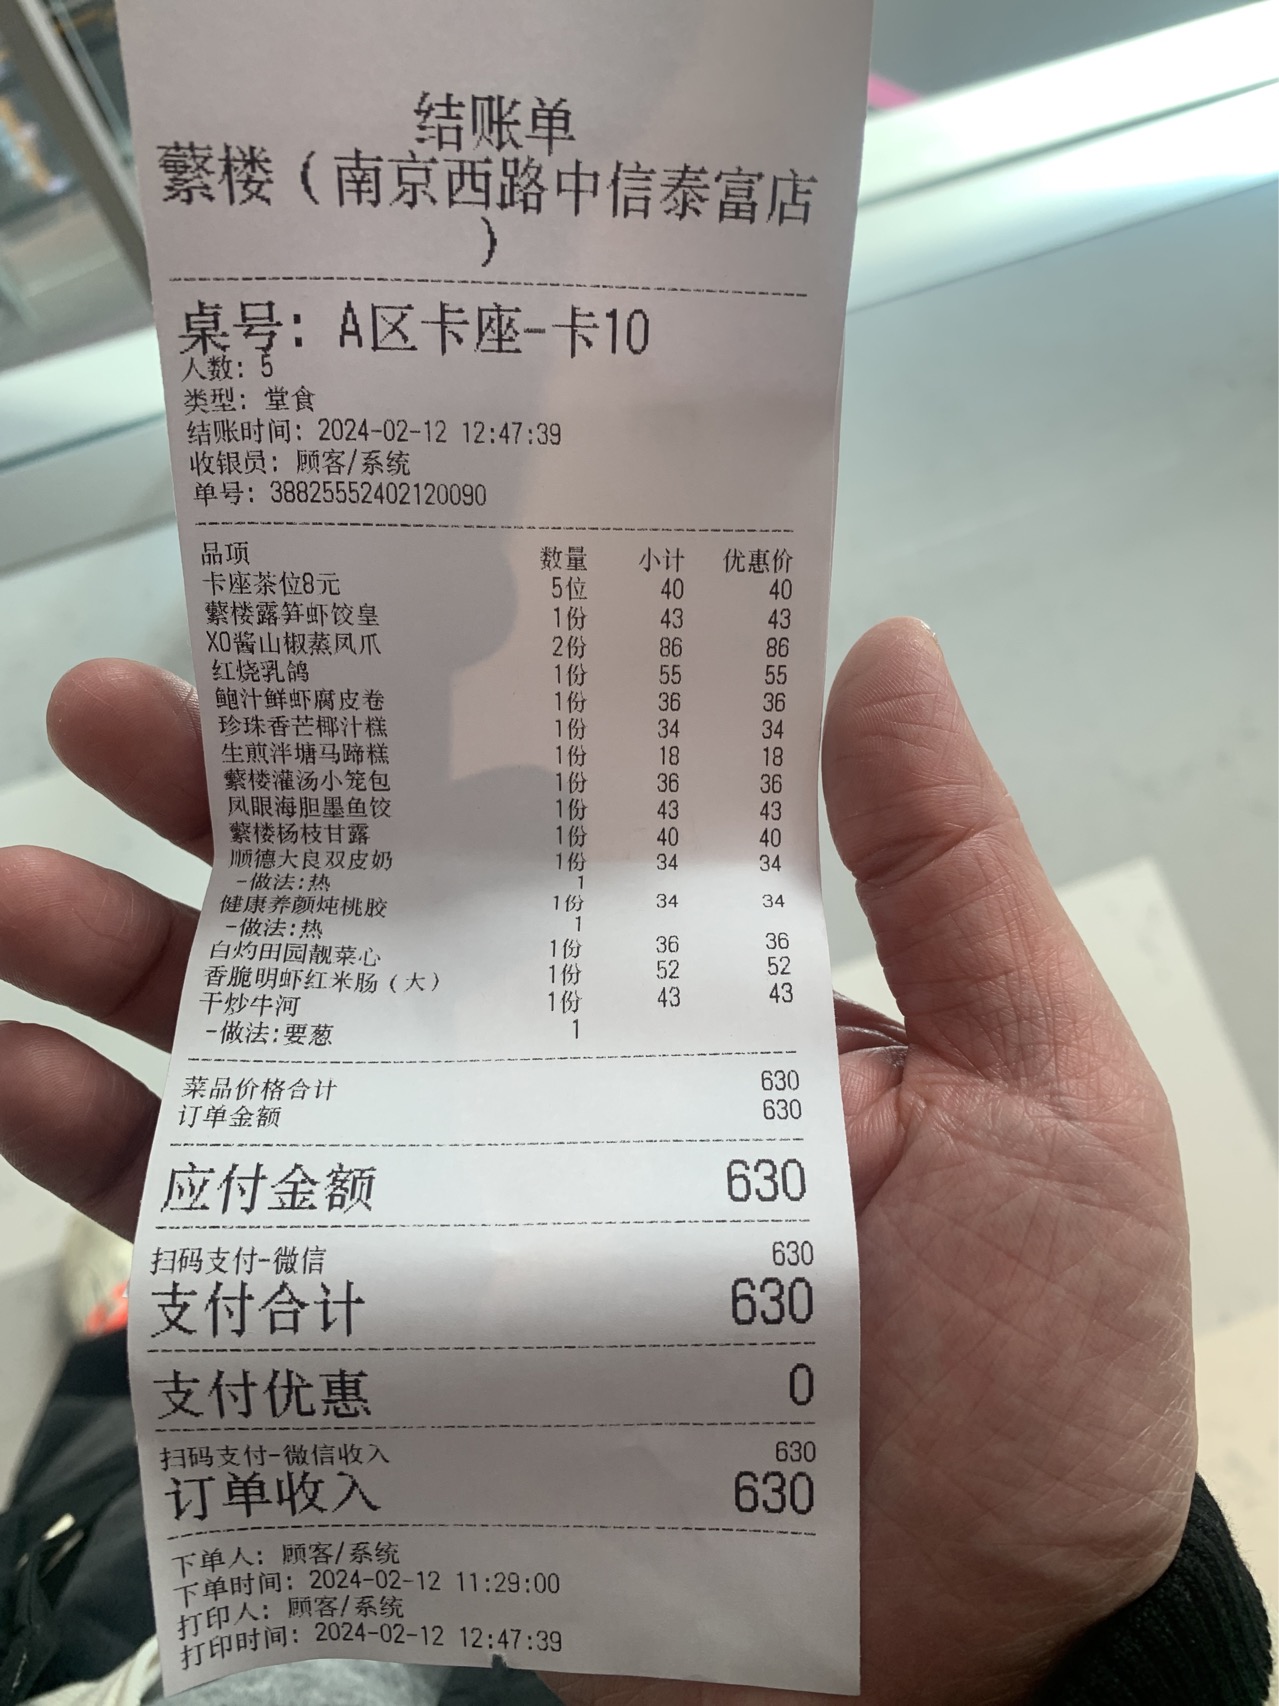 结账单
蘩楼（南京西路中信泰富店
）
桌号: A区卡座-卡10
人数: 5
类型: 堂食
结账时间: 2024-02-12 12:47:39
收银员: 顾客/系统
单号: 38825552402120090
品项 数量 小计 优惠价
卡座茶位8元 5位 40 40
蘩楼露笋虾饺皇 1份 43 43
XO酱山椒蒸凤爪 2份 86 86
红烧乳鸽 1份 55 55
鲍汁鲜虾腐皮卷 1份 36 36
珍珠香芒椰汁糕 1份 34 34
生煎泮塘马蹄糕 1份 18 18
蘩楼灌汤小笼包 1份 36 36
凤眼海胆墨鱼饺 1份 43 43
蘩楼杨枝甘露 1份 40 40
顺德大良双皮奶 1份 34 34
-做法:热 1
健康养颜炖桃胶 1份 34 34
-做法:热 1
白灼田园靓菜心 1份 36 36
香脆明虾红米肠（大） 1份 52 52
干炒牛河 1份 43 43
-做法:要葱 1
菜品价格合计 630
订单金额 630
应付金额 630
扫码支付-微信 630
支付合计 630
支付优惠 0
扫码支付-微信收入 630
订单收入 630
下单人: 顾客/系统
下单时间: 2024-02-12 11:29:00
打印人: 顾客/系统
打印时间: 2024-02-12 12:47:39